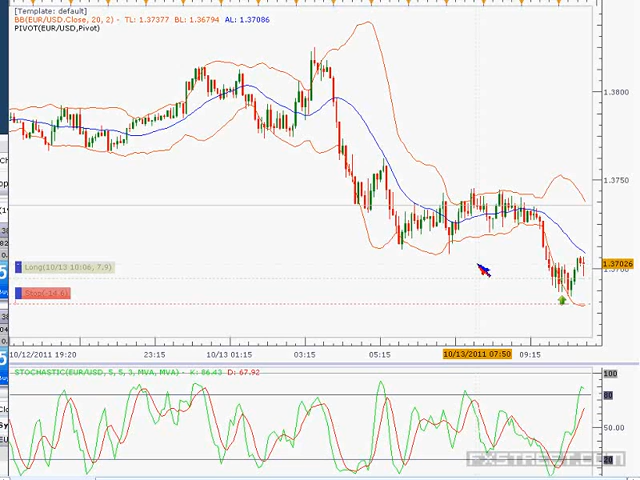 [Template: default]
BB(EUR/USD.Close, 20, 2) - TL: 1.37377 BL: 1.36794 AL: 1.37086
PIVOT(EUR/USD,Pivot)
1.3800
1.3750
1.37026
Long(10/13 10:06, 7.9)
Stop(-14.6)
10/12/2011 19:20 23:15 10/13 01:15 05:15 10/13/2011 07:50 09:15
STOCHASTIC(EUR/USD, 5, 5, 3, MVA, MVA) - K: 86.43 D: 67.92
100
80
50.00
20
FXSTREET.COM